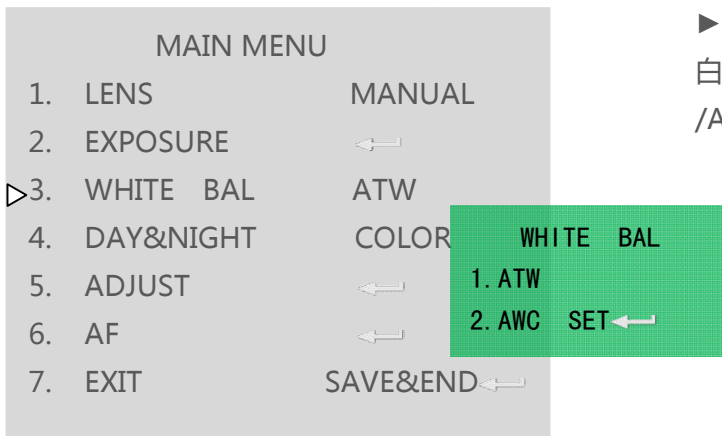 MAIN MENU
1. LENS MANUAL
2. EXPOSURE
3. WHITE BAL ATW
4. DAY&NIGHT COLOR
5. ADJUST
6. AF
7. EXIT SAVE&END
WHITE BAL
1. ATW
2. AWC SET
►
白
/A